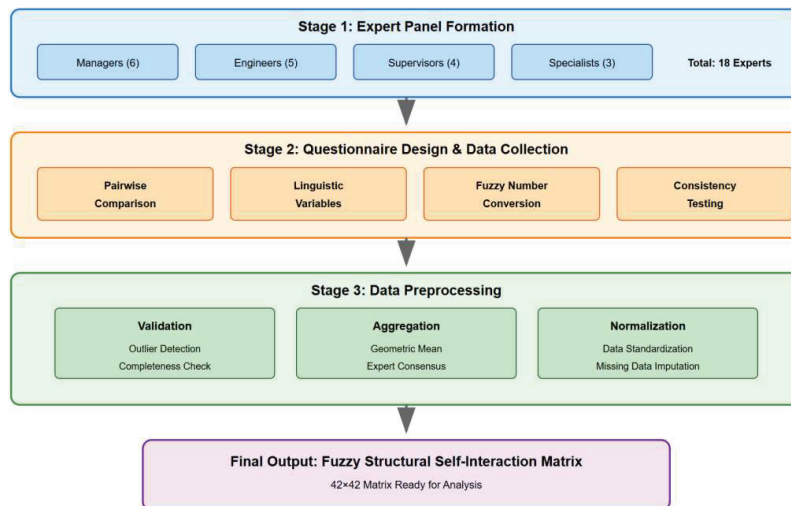 Stage 1: Expert Panel Formation
Managers (6) Engineers (5) Supervisors (4) Specialists (3) Total: 18 Experts
Stage 2: Questionnaire Design & Data Collection
Pairwise Linguistic Fuzzy Number Consistency
Comparison Variables Conversion Testing
Stage 3: Data Preprocessing
Validation Aggregation Normalization
Outlier Detection Geometric Mean Data Standardization
Completeness Check Expert Consensus Missing Data Imputation
Final Output: Fuzzy Structural Self-Interaction Matrix
42×42 Matrix Ready for Analysis